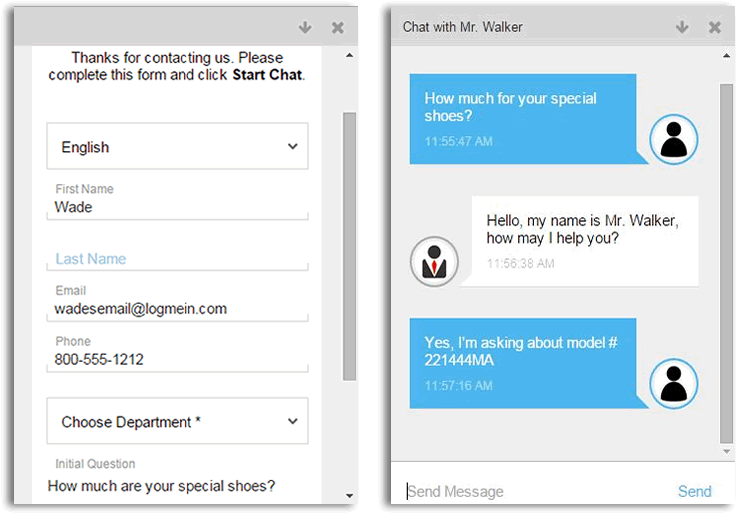 Thanks for contacting us. Please
complete this form and click Start Chat.
English
First Name
Wade
Last Name
Email
wadesemail@logmein.com
Phone
800-555-1212
Choose Department *
Initial Question
How much are your special shoes?
Chat with Mr. Walker
How much for your special
shoes?
11:55:47 AM
Hello, my name is Mr. Walker,
how may I help you?
11:56:38 AM
Yes, I'm asking about model #
221444MA
11:57:16 AM
Send Message
Send